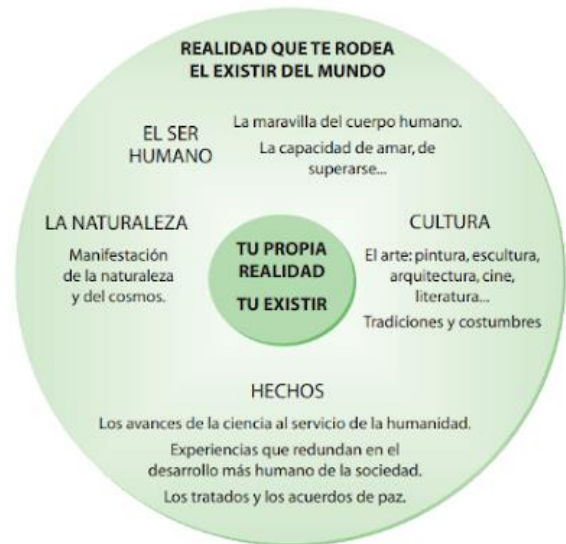 REALIDAD QUE TE RODEA
EL EXISTIR DEL MUNDO
EL SER
HUMANO
La maravilla del cuerpo humano.
La capacidad de amar, de
superarse...
LA NATURALEZA
Manifestación
de la naturaleza
y del cosmos.
TU PROPIA
REALIDAD
TU EXISTIR
CULTURA
El arte: pintura, escultura,
arquitectura, cine,
literatura...
Tradiciones y costumbres
HECHOS
Los avances de la ciencia al servicio de la humanidad.
Experiencias que redundan en el
desarrollo más humano de la sociedad.
Los tratados y los acuerdos de paz.